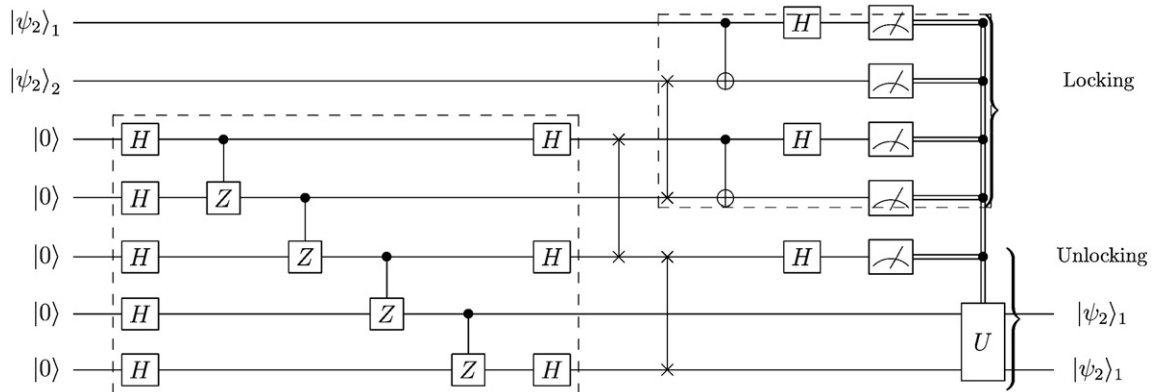 |ψ₂⟩₁ H
|ψ₂⟩₂ Locking
|0⟩ H H H
|0⟩ H Z
|0⟩ H Z H H Unlocking
|0⟩ H Z |ψ₂⟩₁
U
|0⟩ H Z H |ψ₂⟩₁